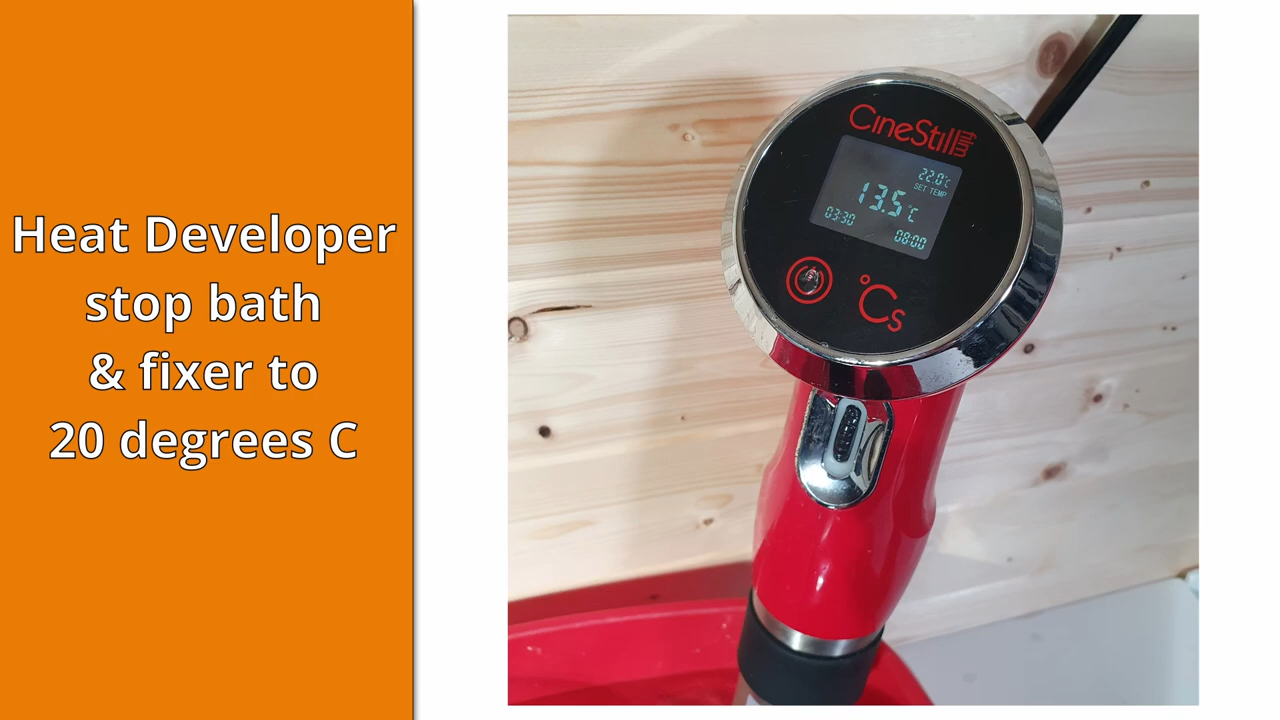 Heat Developer
stop bath
& fixer to
20 degrees C
CineStill film
22.0°C
SET TEMP
13.5°C
03:30
08:00
°Cs